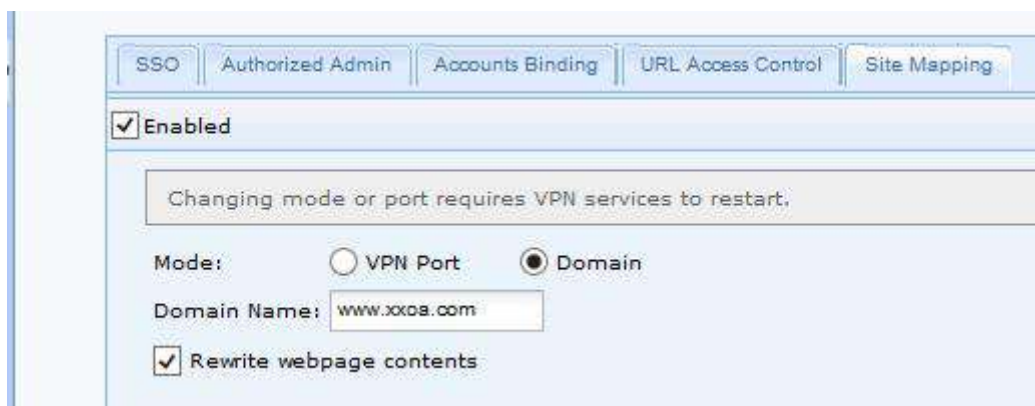 SSO Authorized Admin Accounts Binding URL Access Control Site Mapping
Enabled
Changing mode or port requires VPN services to restart.
Mode: VPN Port Domain
Domain Name: www.xxoa.com
Rewrite webpage contents